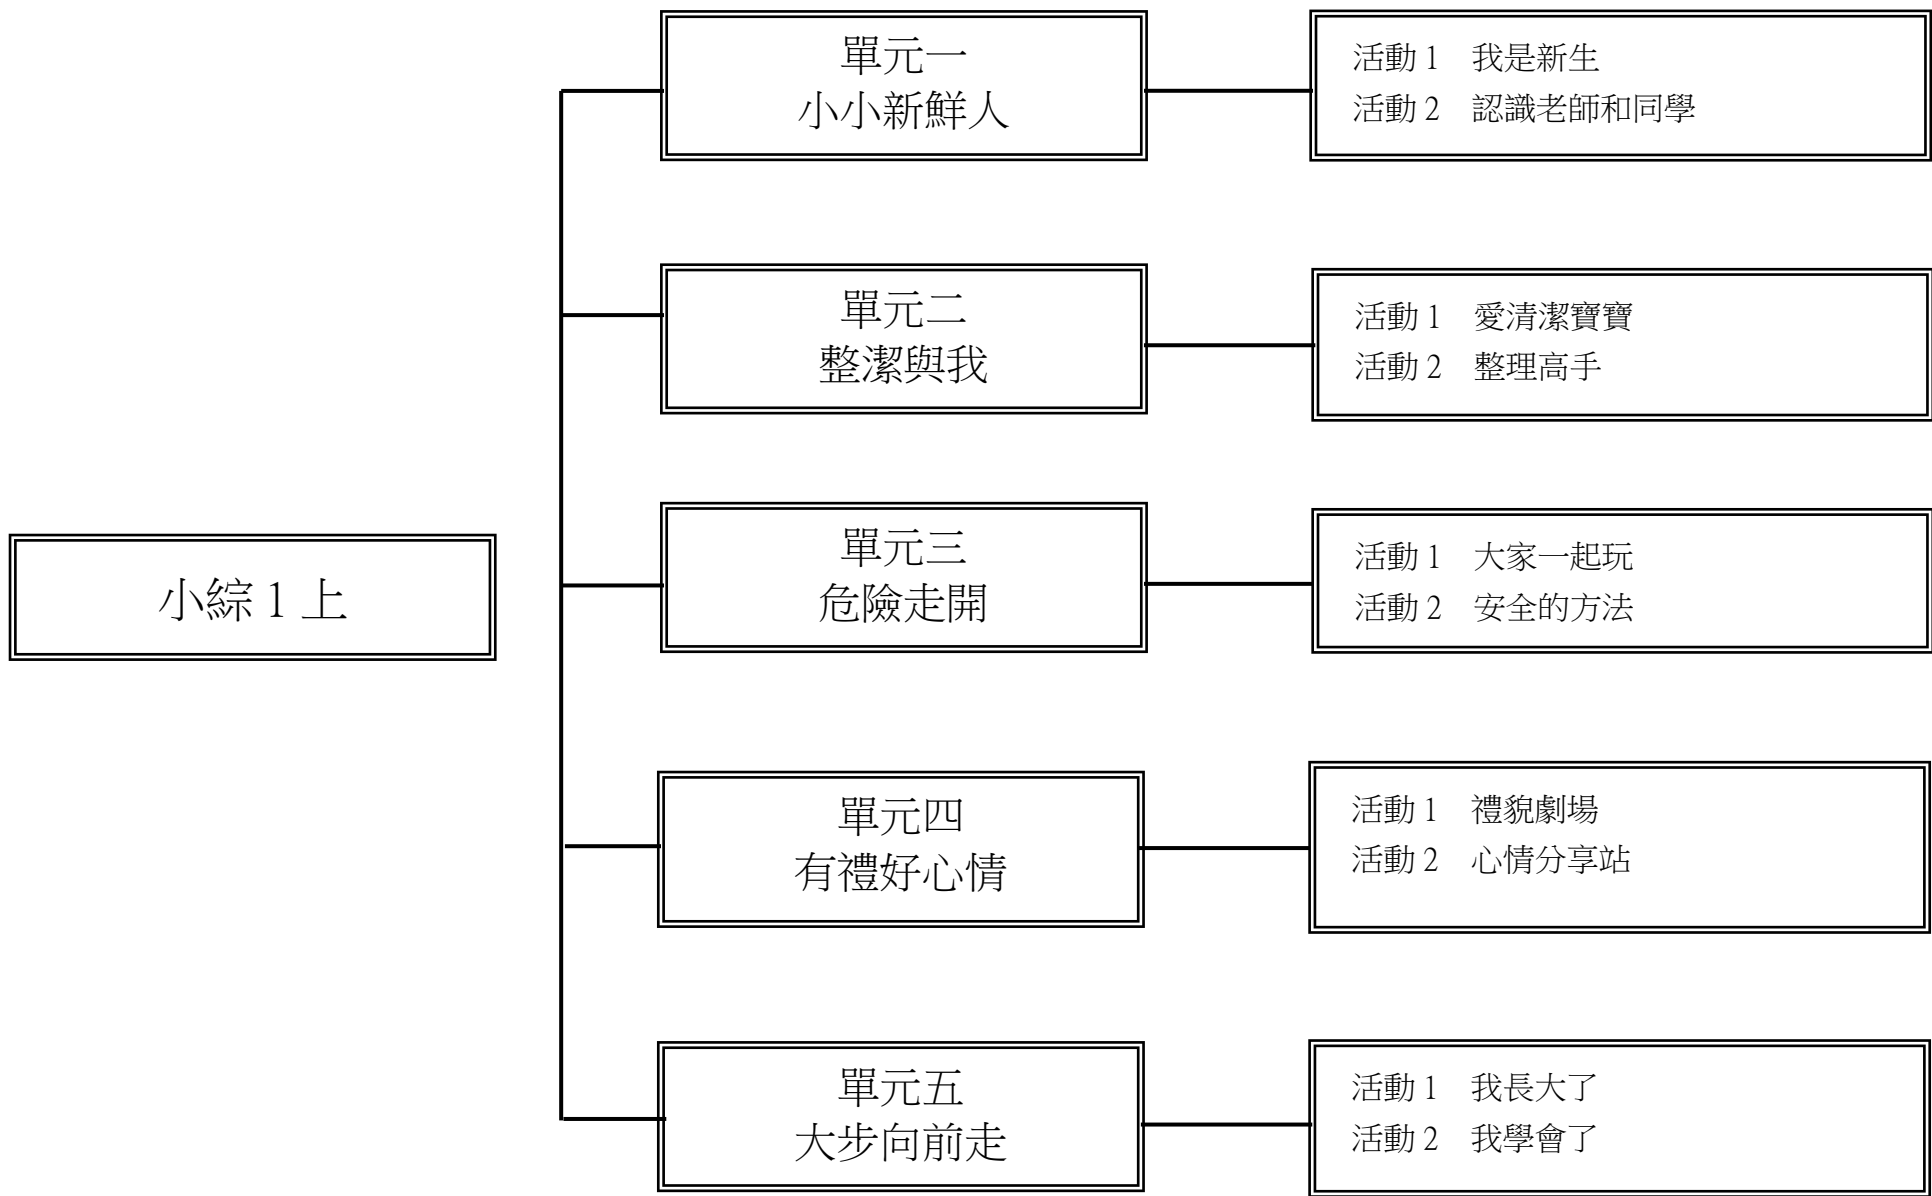 小綜 1 上
單元一
小小新鮮人
活動 1 我是新生
活動 2 認識老師和同學
單元二
整潔與我
活動 1 愛清潔寶寶
活動 2 整理高手
單元三
危險走開
活動 1 大家一起玩
活動 2 安全的方法
單元四
有禮好心情
活動 1 禮貌劇場
活動 2 心情分享站
單元五
大步向前走
活動 1 我長大了
活動 2 我學會了